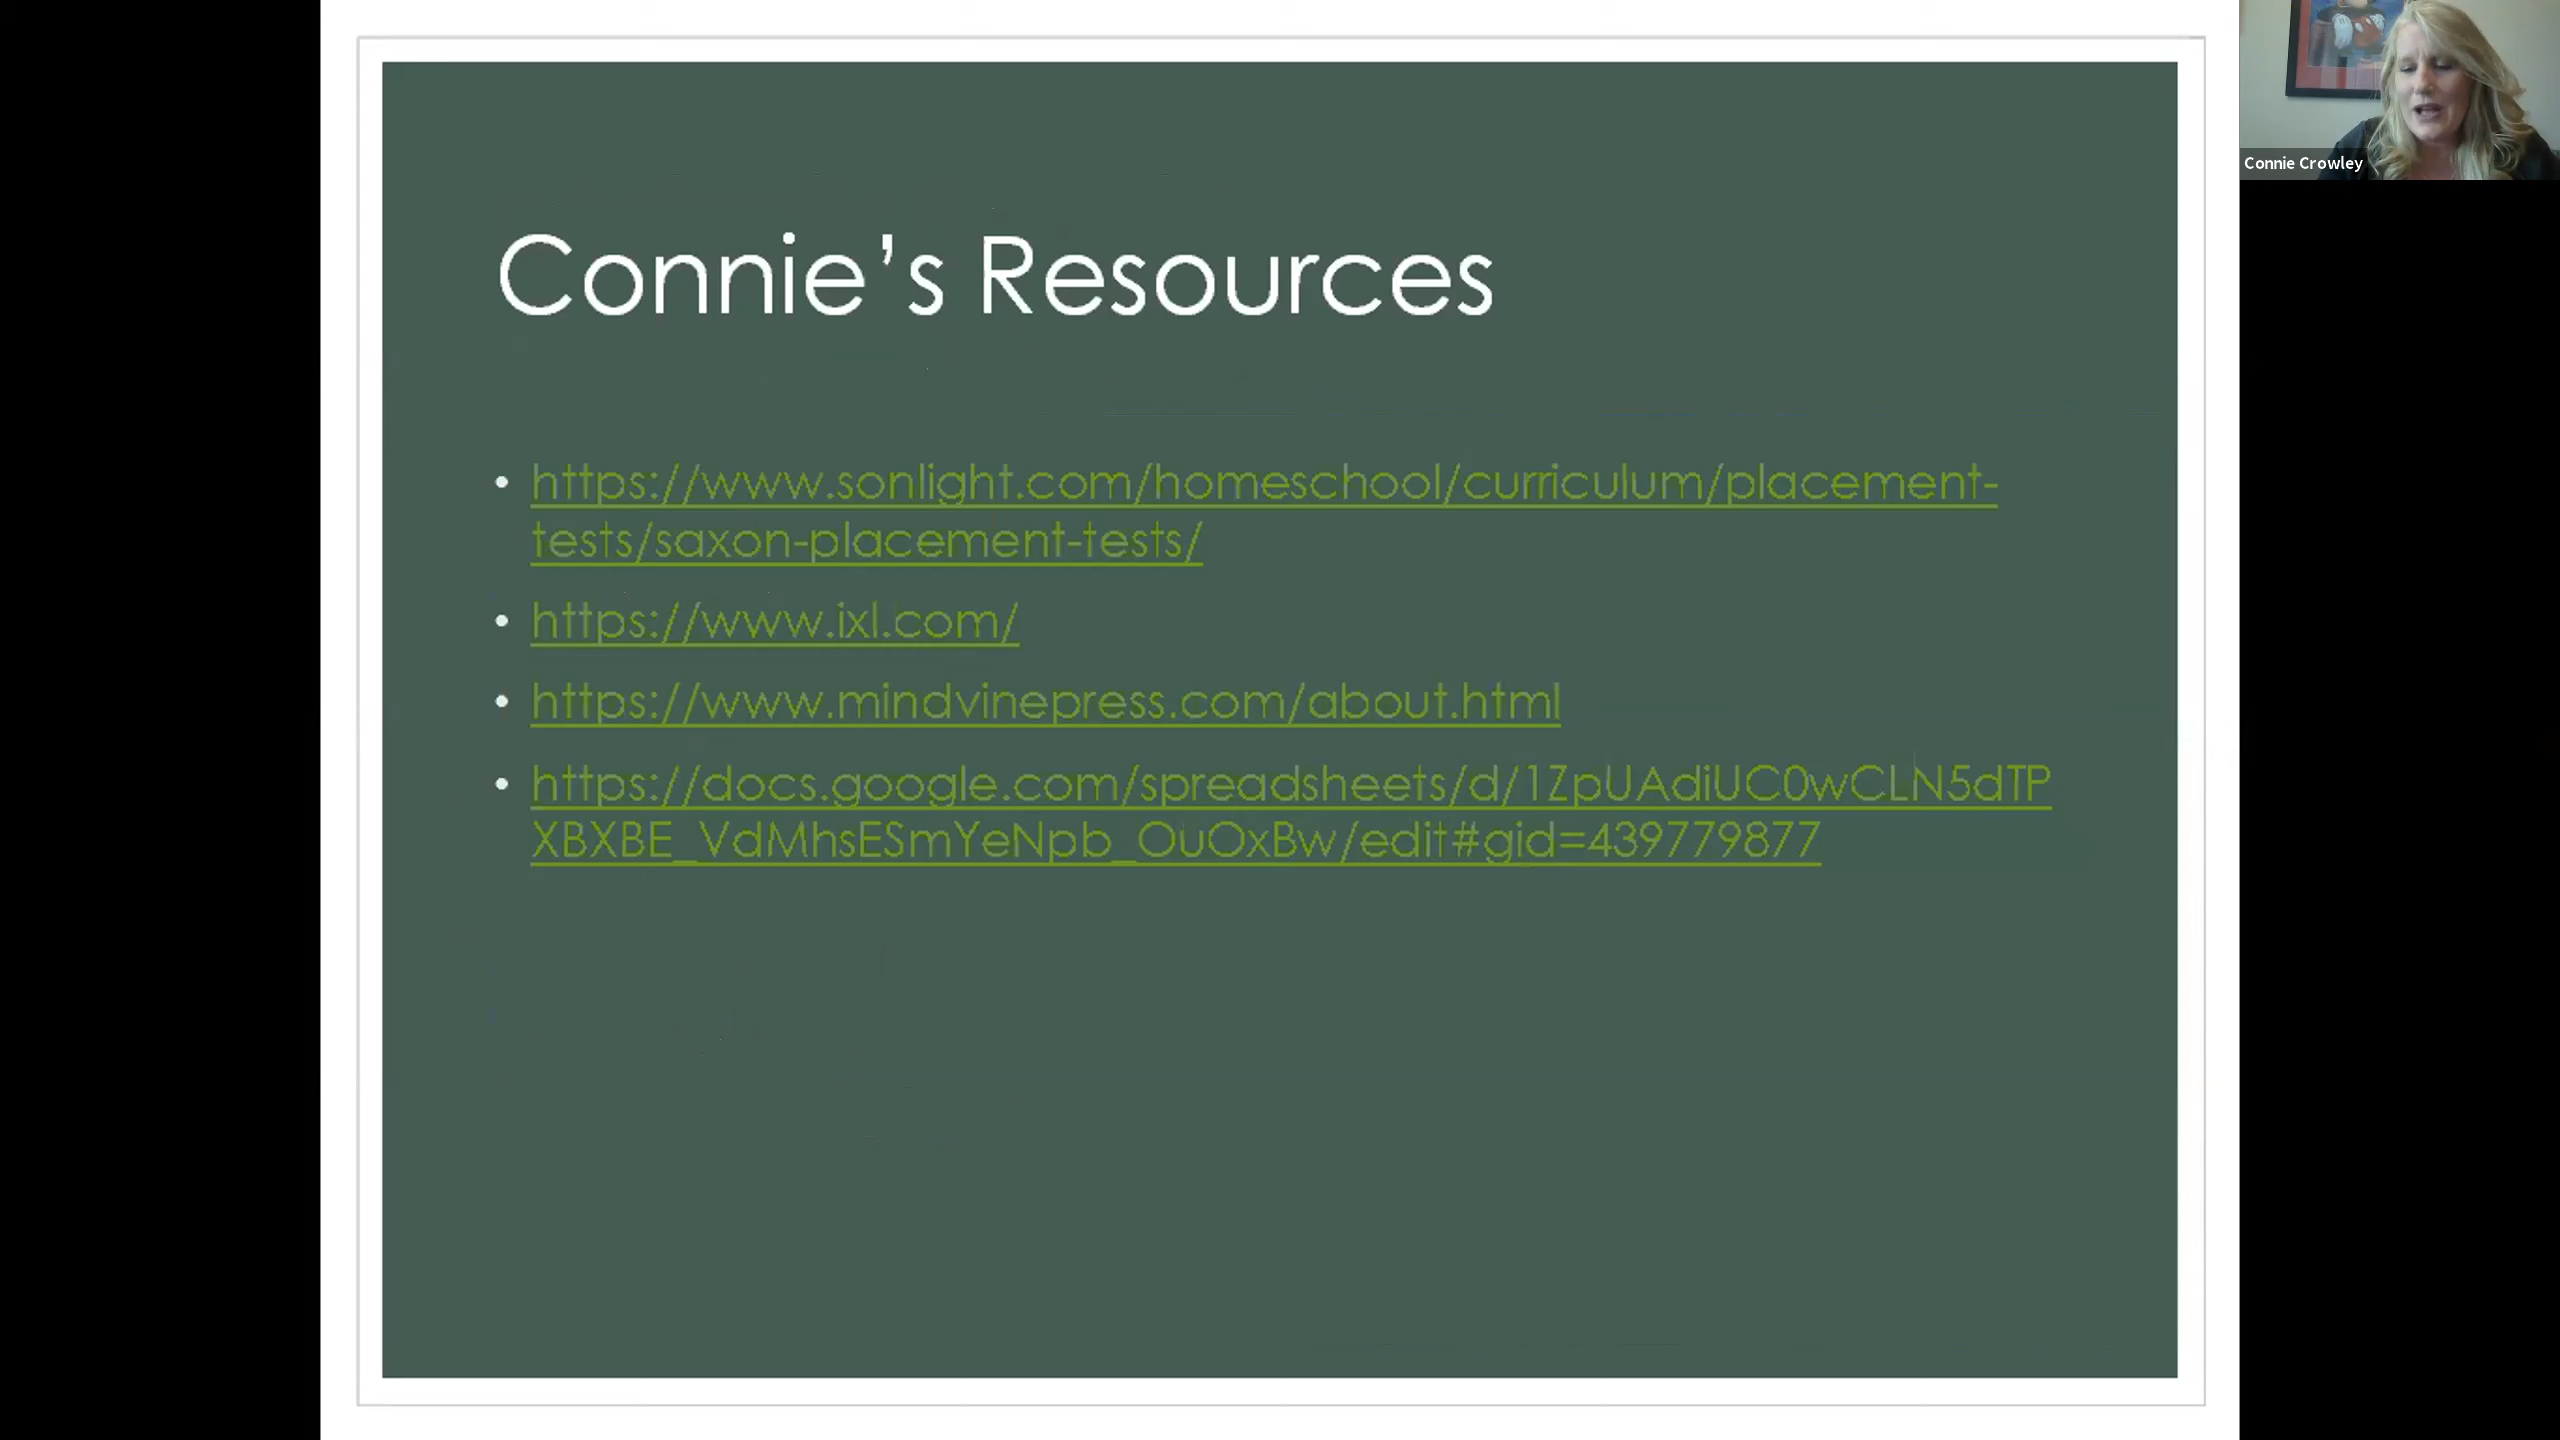 Connie Crowley
Connie’s Resources
• https://www.sonlight.com/homeschool/curriculum/placement-
tests/saxon-placement-tests/
• https://www.ixl.com/
• https://www.mindvinepress.com/about.html
• https://docs.google.com/spreadsheets/d/1ZpUAdiUC0wCLN5dTP
XBXBE_VdMhsESmYeNpb_OuOxBw/edit#gid=439779877